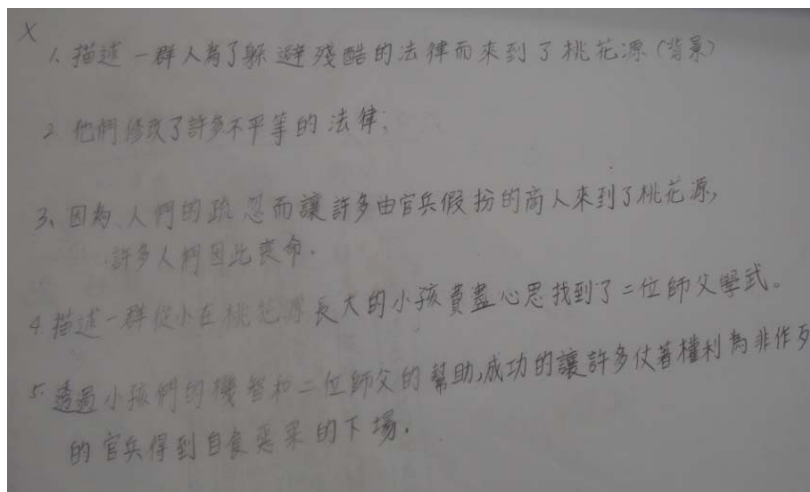 X
1. 描述一群人為了躲避殘酷的法律而來到了桃花源(背景)
2. 他們修改了許多不平等的法律;
3、因為人們的疏忽而讓許多由官兵假扮的商人來到了桃花源,
許多人們因此喪命.
4. 描述一群從小在桃花源長大的小孩費盡心思找到了二位師父學武。
5. 透過小孩們的機智和二位師父的幫助,成功的讓許多仗著權利為非作歹
的官兵得到自食惡果的下場.